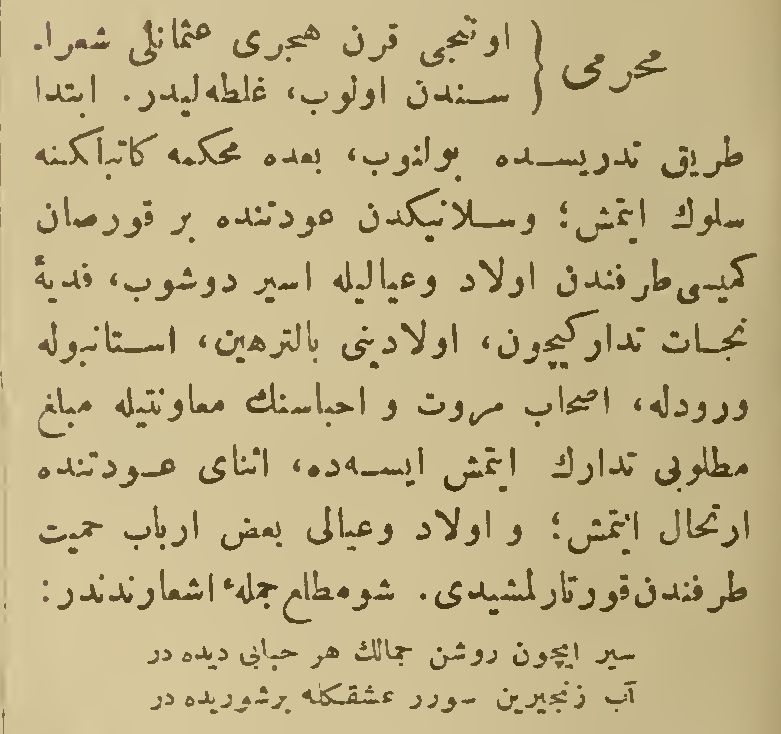 محرمی { اوننجی قرن هجری عثمانلی شعرا-
سندن اولوب، غلطه‌لیدر. ابتدا
طریق تدریسده بولنوب، بعده محکمه کاتبلکنه
سلوك ایتمش؛ وسلانیکدن عودتنده بر قورصان
کمیسی طرفندن اولاد وعیالیله اسیر دوشوب، فدیهٔ
نجات تدارکیچون، اولادینی بالترهین، استانبوله
ورودله، اصحاب مروت و احباسنك معاونتیله مبلغ
مطلوبی تدارك ایتمش ایسه‌ده، اثنای عودتنده
ارتحال ایتمش؛ و اولاد وعیالی بعض ارباب حمیت
طرفندن قورتارلمشیدی. شو مطلع جملهٔ اشعارندندر:
سیر ایچون روشن جمالك هر حبابی دیده در
آب زنجیرین سورر عشقکله برشوریده در